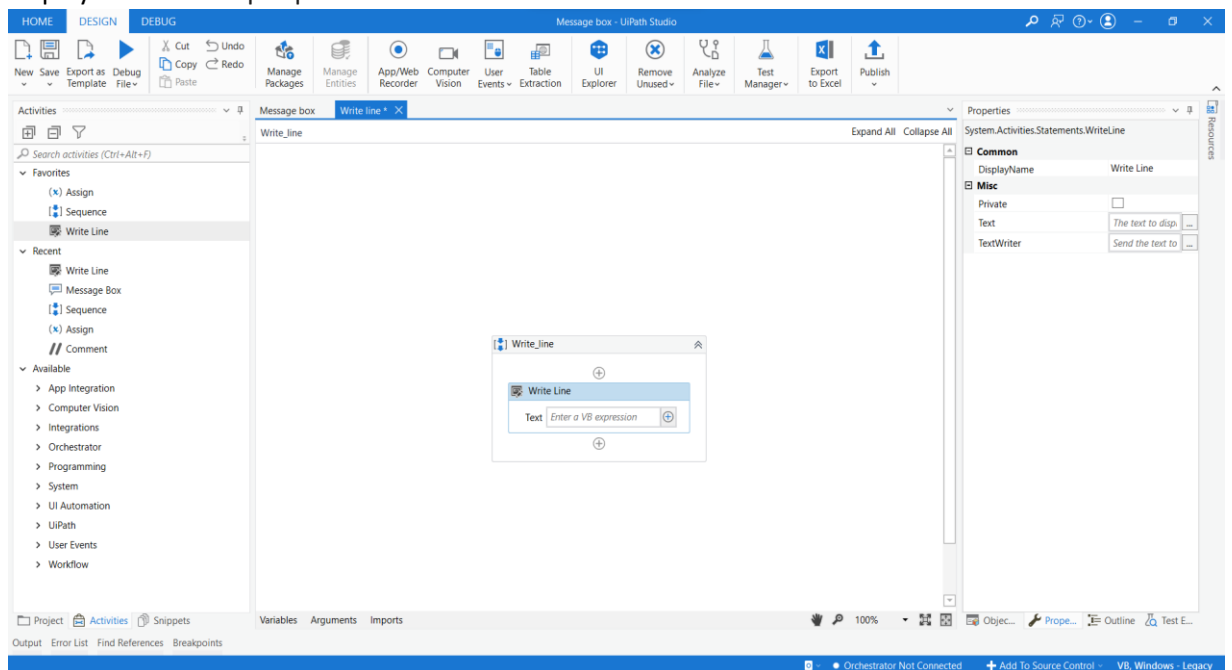 HOME DESIGN DEBUG Message box - UiPath Studio
New Save Export as Template Debug File Cut Copy Paste Undo Redo Manage Packages Manage Entities App/Web Recorder Computer Vision User Events Table Extraction UI Explorer Remove Unused Analyze File Test Manager Export to Excel Publish
Activities
Search activities (Ctrl+Alt+F)
Favorites
Assign
Sequence
Write Line
Recent
Write Line
Message Box
Sequence
Assign
Comment
Available
App Integration
Computer Vision
Integrations
Orchestrator
Programming
System
UI Automation
UiPath
User Events
Workflow
Project Activities Snippets
Message box Write line *
Write_line Expand All Collapse All
Write_line
Write Line
Text Enter a VB expression
Variables Arguments Imports 100%
Properties
System.Activities.Statements.WriteLine
Common
DisplayName Write Line
Misc
Private
Text The text to disp
TextWriter Send the text to
Objec... Prope... Outline Test E...
Resources
Output Error List Find References Breakpoints
Orchestrator Not Connected Add To Source Control VB, Windows - Legacy